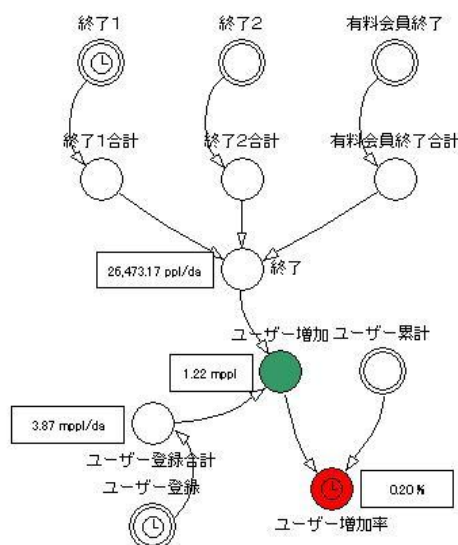 終了1 終了2 有料会員終了
終了1合計 終了2合計 有料会員終了合計
26,473.17 ppl/da
終了
ユーザー増加 ユーザー累計
1.22 mppl
3.87 mppl/da
ユーザー登録合計
ユーザー登録
0.20 %
ユーザー増加率